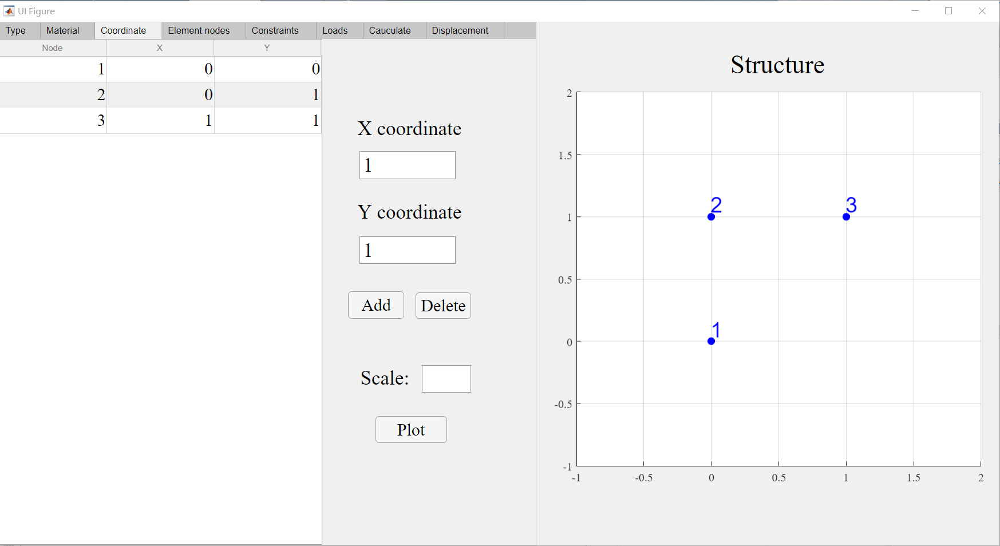 UI Figure
Type Material Coordinate Element nodes Constraints Loads Cauculate Displacement
Node X Y
1 0 0
2 0 1
3 1 1
X coordinate
1
Y coordinate
1
Add Delete
Scale:
Plot
Structure
2
1.5
1
0.5
0
-0.5
-1
-1 -0.5 0 0.5 1 1.5 2
2 3
1